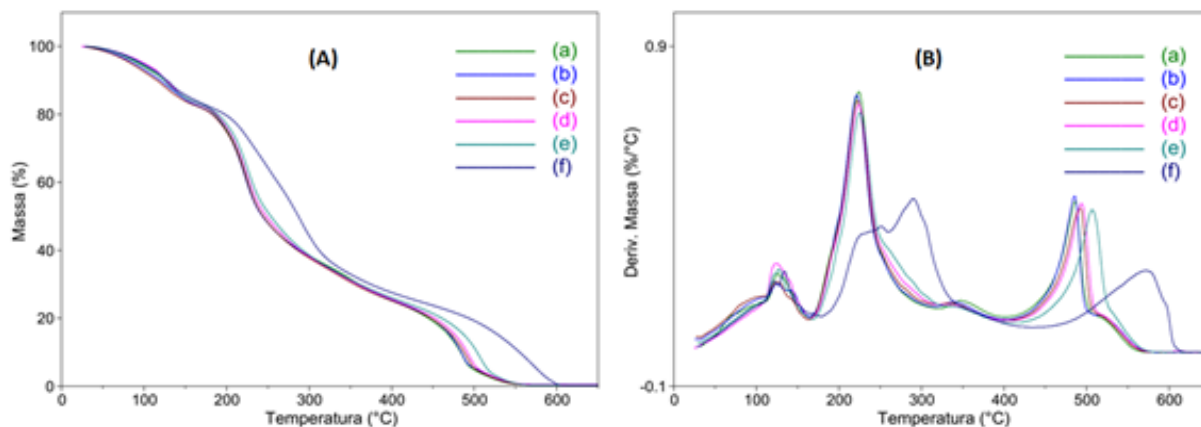 (A)
(a)
(b)
(c)
(d)
(e)
(f)
Massa (%)
100
80
60
40
20
0
0 100 200 300 400 500 600
Temperatura (°C)
(B)
(a)
(b)
(c)
(d)
(e)
(f)
Deriv. Massa (%/°C)
0.9
-0.1
0 100 200 300 400 500 600
Temperatura (°C)